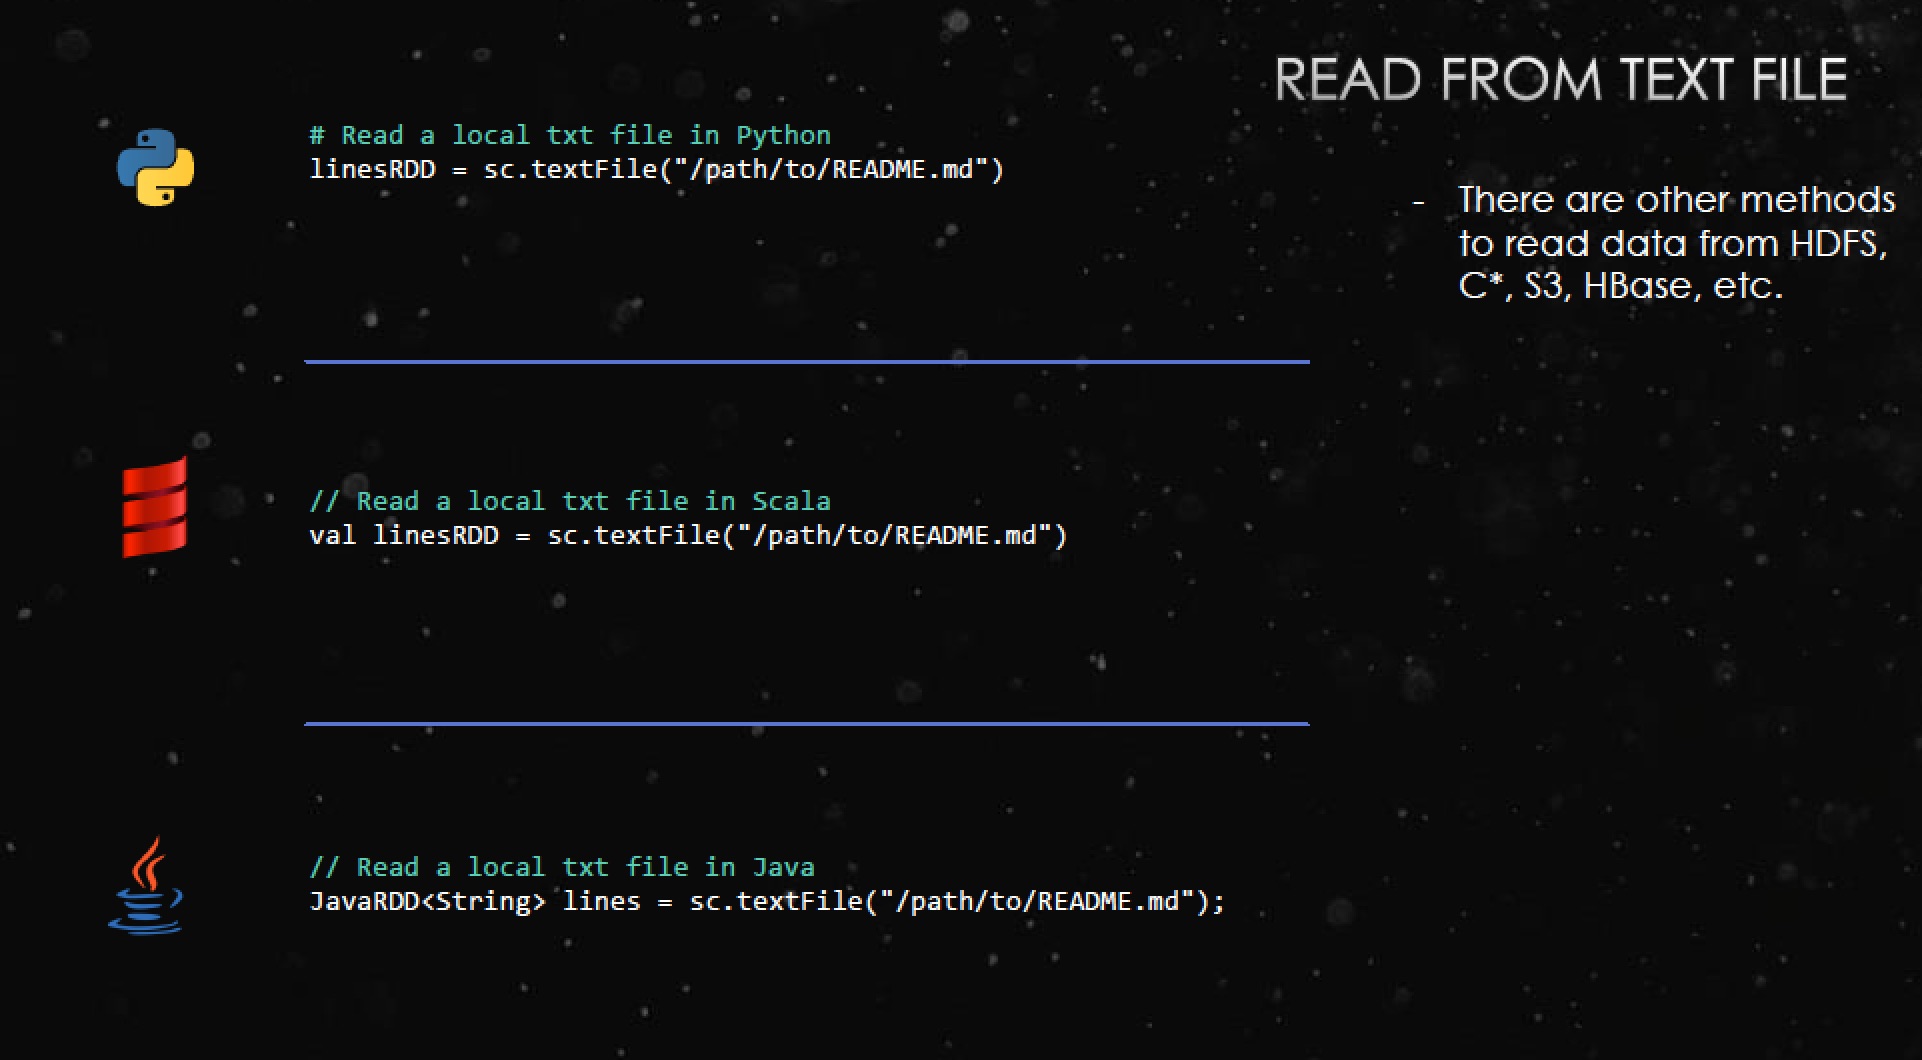 READ FROM TEXT FILE
# Read a local txt file in Python
linesRDD = sc.textFile("/path/to/README.md")
- There are other methods
to read data from HDFS,
C*, S3, HBase, etc.
// Read a local txt file in Scala
val linesRDD = sc.textFile("/path/to/README.md")
// Read a local txt file in Java
JavaRDD<String> lines = sc.textFile("/path/to/README.md");